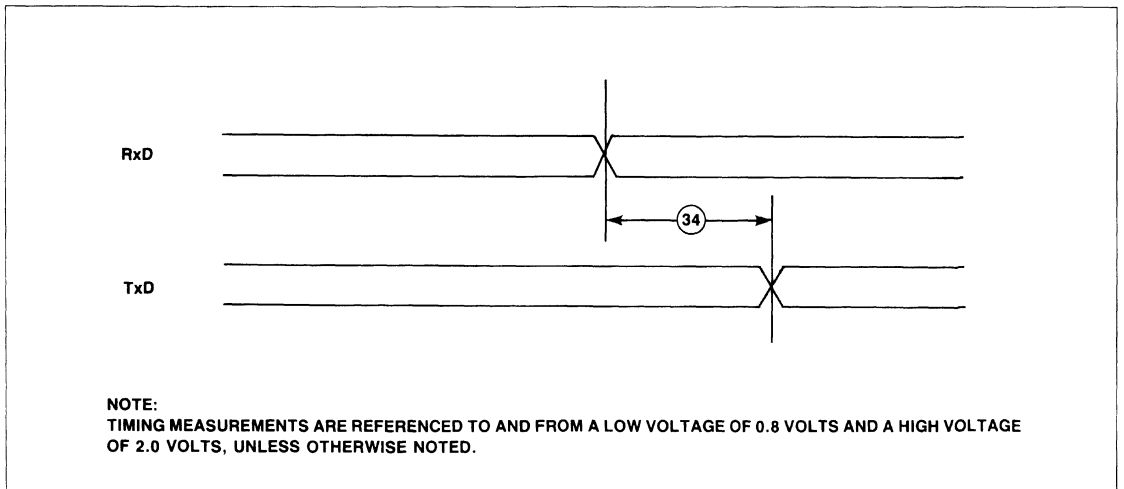 RxD
34
TxD
NOTE:
TIMING MEASUREMENTS ARE REFERENCED TO AND FROM A LOW VOLTAGE OF 0.8 VOLTS AND A HIGH VOLTAGE
OF 2.0 VOLTS, UNLESS OTHERWISE NOTED.